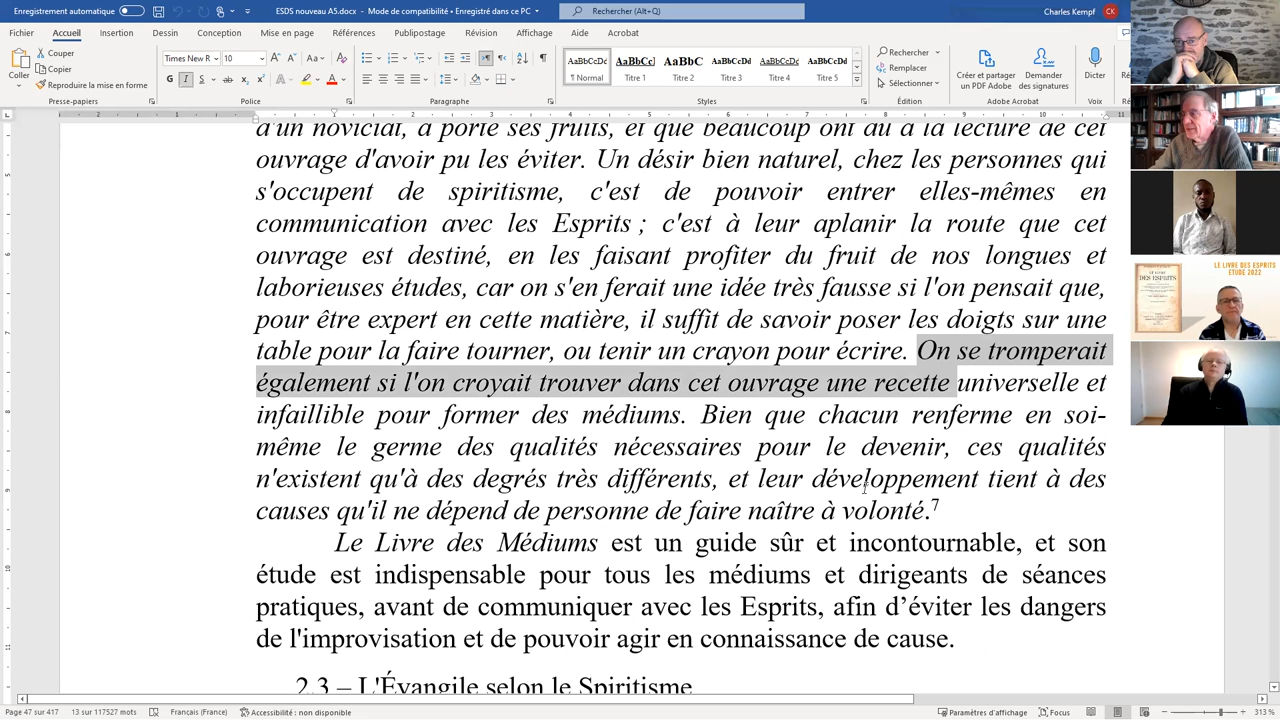 Enregistrement automatique
ESDS nouveau A5.docx - Mode de compatibilité • Enregistré dans ce PC
Rechercher (Alt+Q)
Charles Kempf
CK
Fichier
Accueil
Insertion
Dessin
Conception
Mise en page
Références
Publipostage
Révision
Affichage
Aide
Acrobat
Coller
Couper
Copier
Reproduire la mise en forme
Presse-papiers
Times New R
10
Police
Paragraphe
AaBbCcDc
¶ Normal
AaBbCc
Titre 1
AaBbC
Titre 2
AaBbCcDd
Titre 3
AaBbCcDd
Titre 4
AaBbCcDc
Titre 5
Styles
Rechercher
Remplacer
Sélectionner
Édition
Créer et partager
un PDF Adobe
Demander
des signatures
Adobe Acrobat
Dicter
Voix
d'un noviciat, a porté ses fruits, et que beaucoup ont dû à la lecture de cet
ouvrage d'avoir pu les éviter. Un désir bien naturel, chez les personnes qui
s'occupent de spiritisme, c'est de pouvoir entrer elles-mêmes en
communication avec les Esprits ; c'est à leur aplanir la route que cet
ouvrage est destiné, en les faisant profiter du fruit de nos longues et
laborieuses études, car on s'en ferait une idée très fausse si l'on pensait que,
pour être expert en cette matière, il suffit de savoir poser les doigts sur une
table pour la faire tourner, ou tenir un crayon pour écrire. On se tromperait
également si l'on croyait trouver dans cet ouvrage une recette universelle et
infaillible pour former des médiums. Bien que chacun renferme en soi-
même le germe des qualités nécessaires pour le devenir, ces qualités
n'existent qu'à des degrés très différents, et leur développement tient à des
causes qu'il ne dépend de personne de faire naître à volonté.7
Le Livre des Médiums est un guide sûr et incontournable, et son
étude est indispensable pour tous les médiums et dirigeants de séances
pratiques, avant de communiquer avec les Esprits, afin d’éviter les dangers
de l'improvisation et de pouvoir agir en connaissance de cause.
2.3 – L'Évangile selon le Spiritisme
LE LIVRE DES ESPRITS
ETUDE 2022
DES ESPRITS
Page 47 sur 417
13 sur 117527 mots
Français (France)
Accessibilité : non disponible
Paramètres d'affichage
Focus
313 %